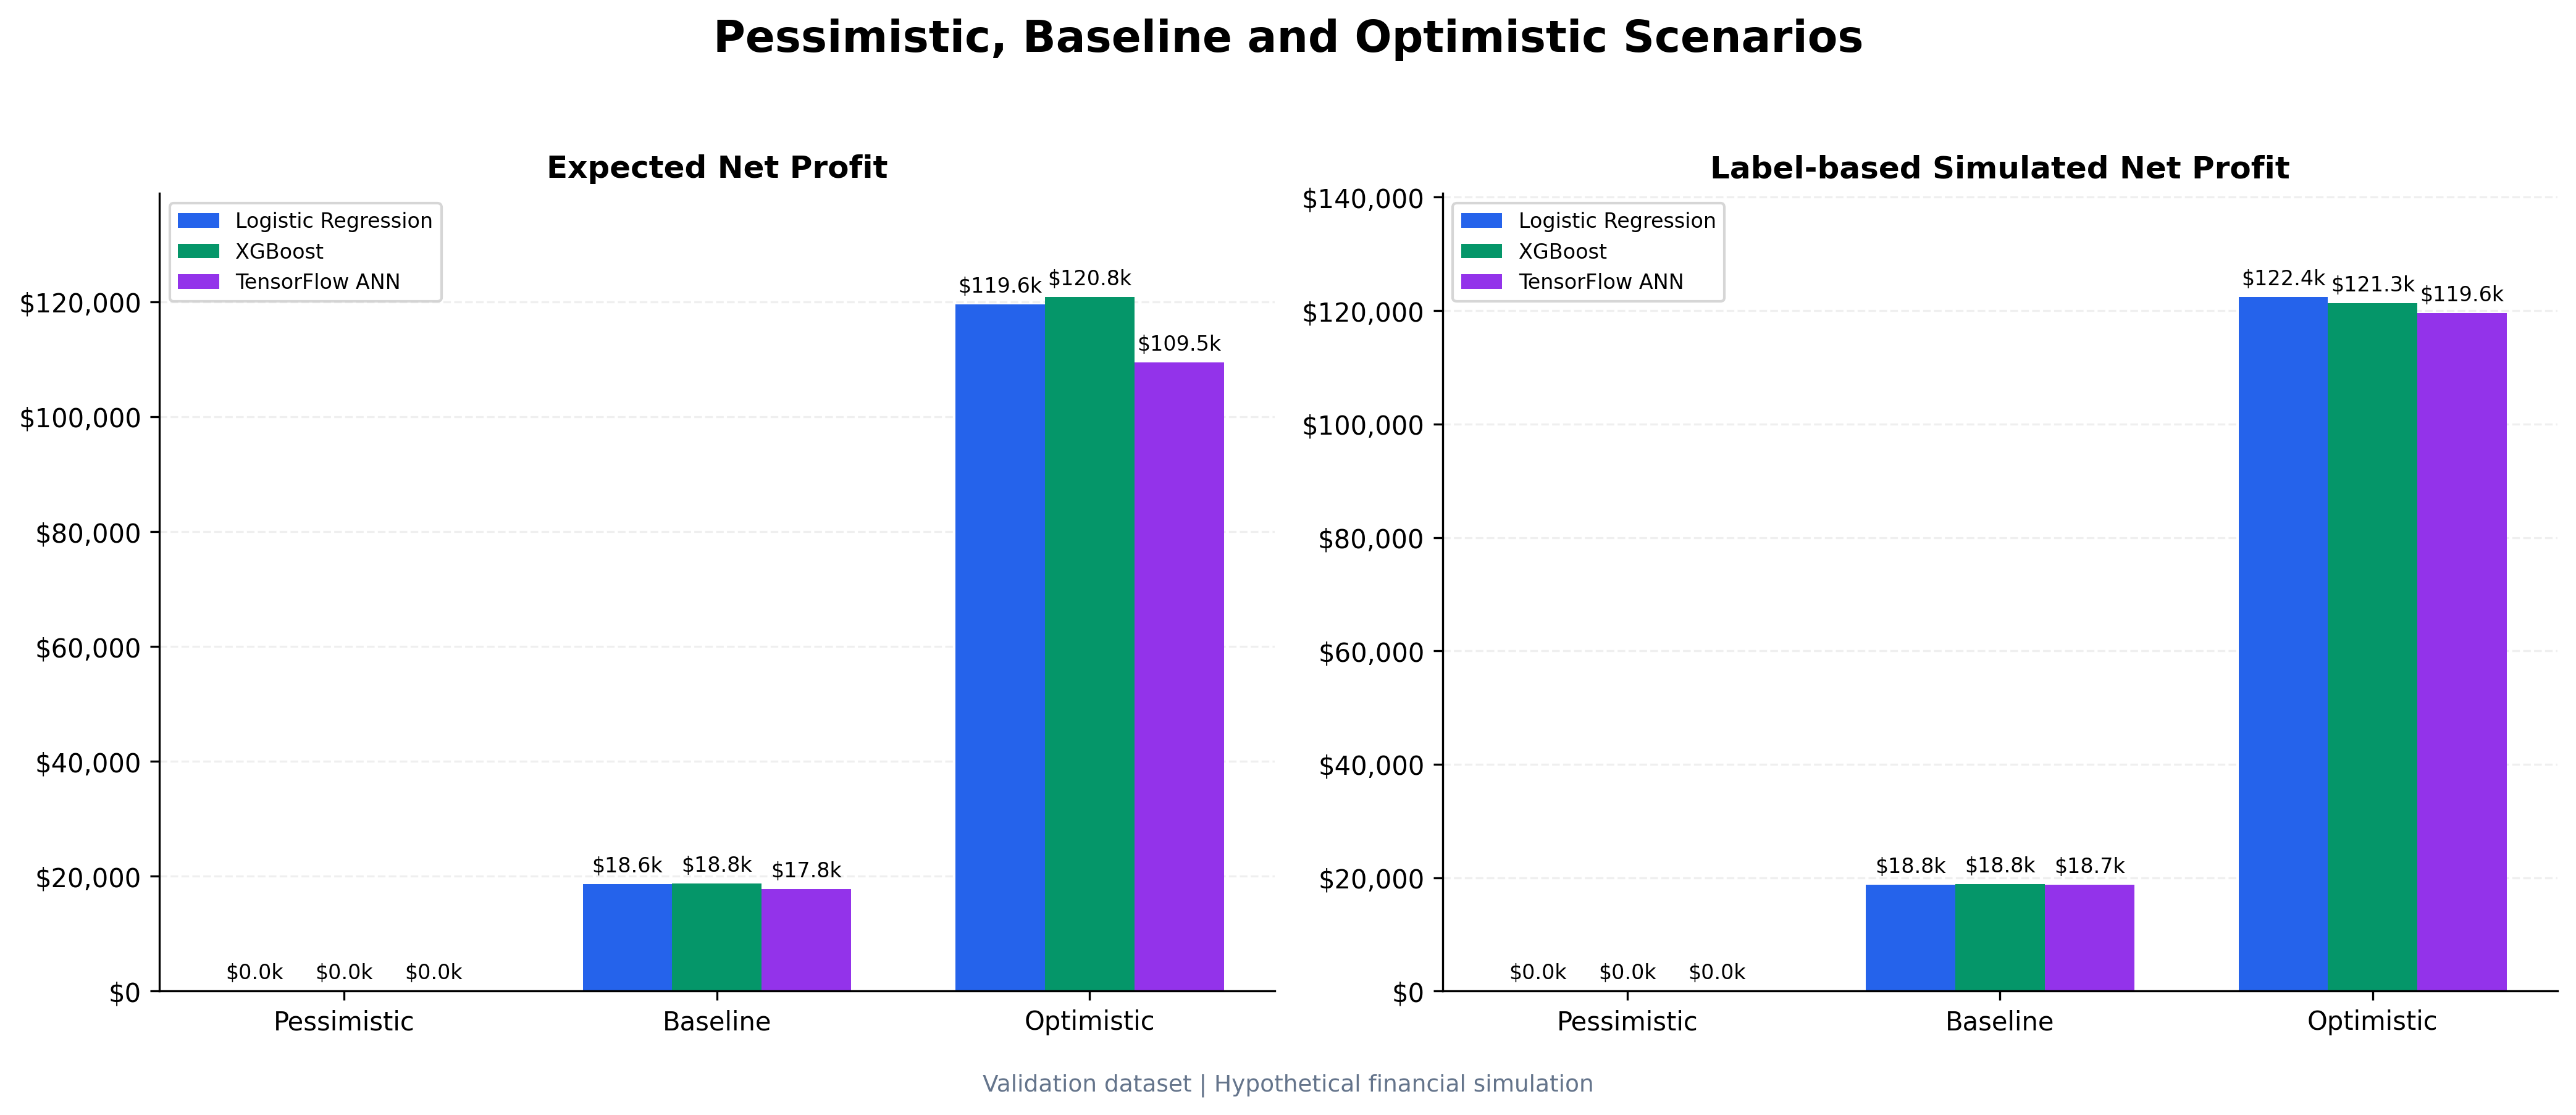 Pessimistic, Baseline and Optimistic Scenarios
Expected Net Profit
Logistic Regression
XGBoost
TensorFlow ANN
$120,000
$100,000
$80,000
$60,000
$40,000
$20,000
$0
$0.0k $0.0k $0.0k
$18.6k $18.8k $17.8k
$119.6k $120.8k $109.5k
Pessimistic Baseline Optimistic
Label-based Simulated Net Profit
Logistic Regression
XGBoost
TensorFlow ANN
$140,000
$120,000
$100,000
$80,000
$60,000
$40,000
$20,000
$0
$0.0k $0.0k $0.0k
$18.8k $18.8k $18.7k
$122.4k $121.3k $119.6k
Pessimistic Baseline Optimistic
Validation dataset | Hypothetical financial simulation